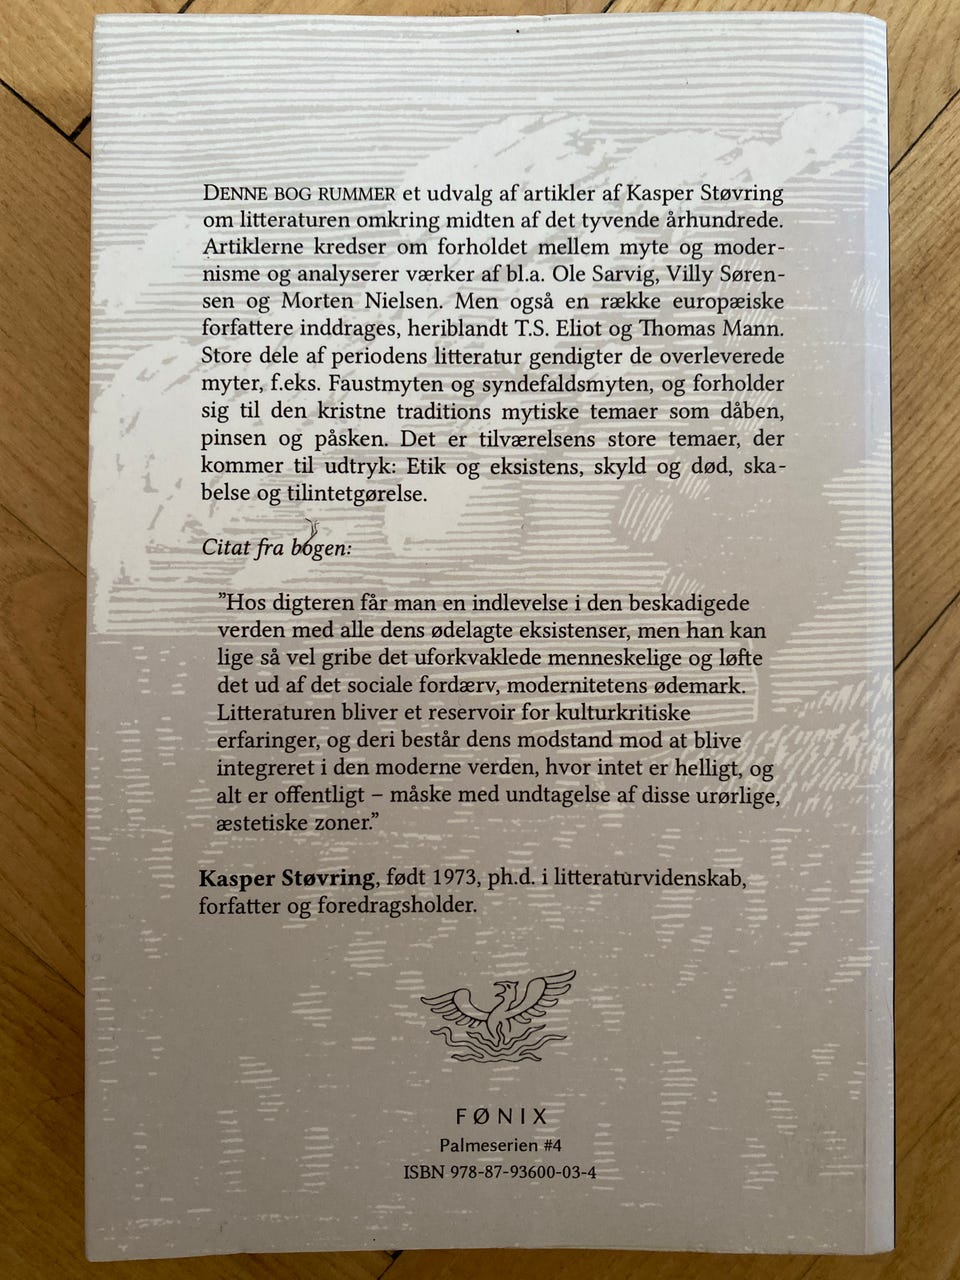 DENNE BOG RUMMER et udvalg af artikler af Kasper Støvring
om litteraturen omkring midten af det tyvende århundrede.
Artiklerne kredser om forholdet mellem myte og moder-
nisme og analyserer værker af bl.a. Ole Sarvig, Villy Søren-
sen og Morten Nielsen. Men også en række europæiske
forfattere inddrages, heriblandt T.S. Eliot og Thomas Mann.
Store dele af periodens litteratur gendigter de overleverede
myter, f.eks. Faustmyten og syndefaldsmyten, og forholder
sig til den kristne traditions mytiske temaer som dåben,
pinsen og påsken. Det er tilværelsens store temaer, der
kommer til udtryk: Etik og eksistens, skyld og død, ska-
belse og tilintetgørelse.
Citat fra bogen:
”Hos digteren får man en indlevelse i den beskadigede
verden med alle dens ødelagte eksistenser, men han kan
lige så vel gribe det uforkvaklede menneskelige og løfte
det ud af det sociale fordærv, modernitetens ødemark.
Litteraturen bliver et reservoir for kulturkritiske
erfaringer, og deri består dens modstand mod at blive
integreret i den moderne verden, hvor intet er helligt, og
alt er offentligt – måske med undtagelse af disse urørlige,
æstetiske zoner.”
Kasper Støvring, født 1973, ph.d. i litteraturvidenskab,
forfatter og foredragsholder.
FØNIX
Palmeserien #4
ISBN 978-87-93600-03-4